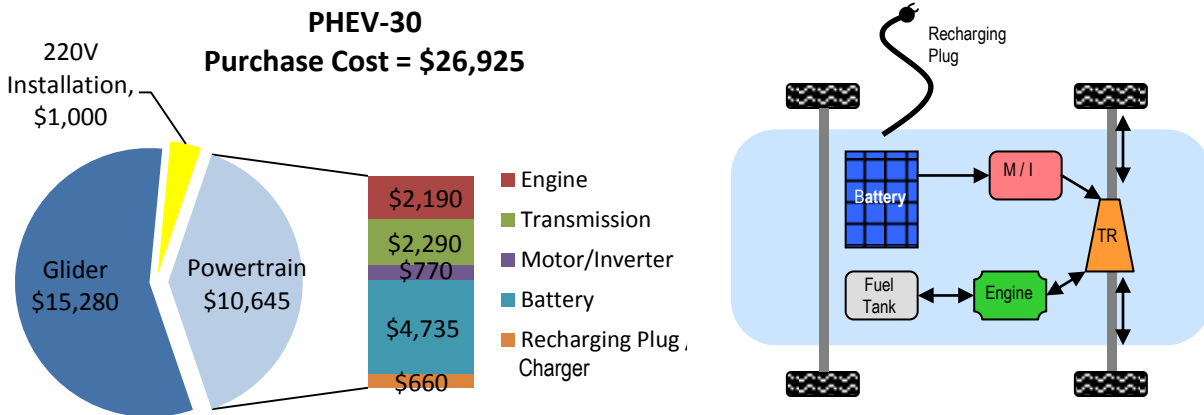 PHEV-30
Purchase Cost = $26,925
220V
Installation,
$1,000
Glider
$15,280
Powertrain
$10,645
$2,190
$2,290
$770
$4,735
$660
Engine
Transmission
Motor/Inverter
Battery
Recharging Plug /
Charger
Recharging
Plug
Battery
M / I
TR
Fuel
Tank
Engine